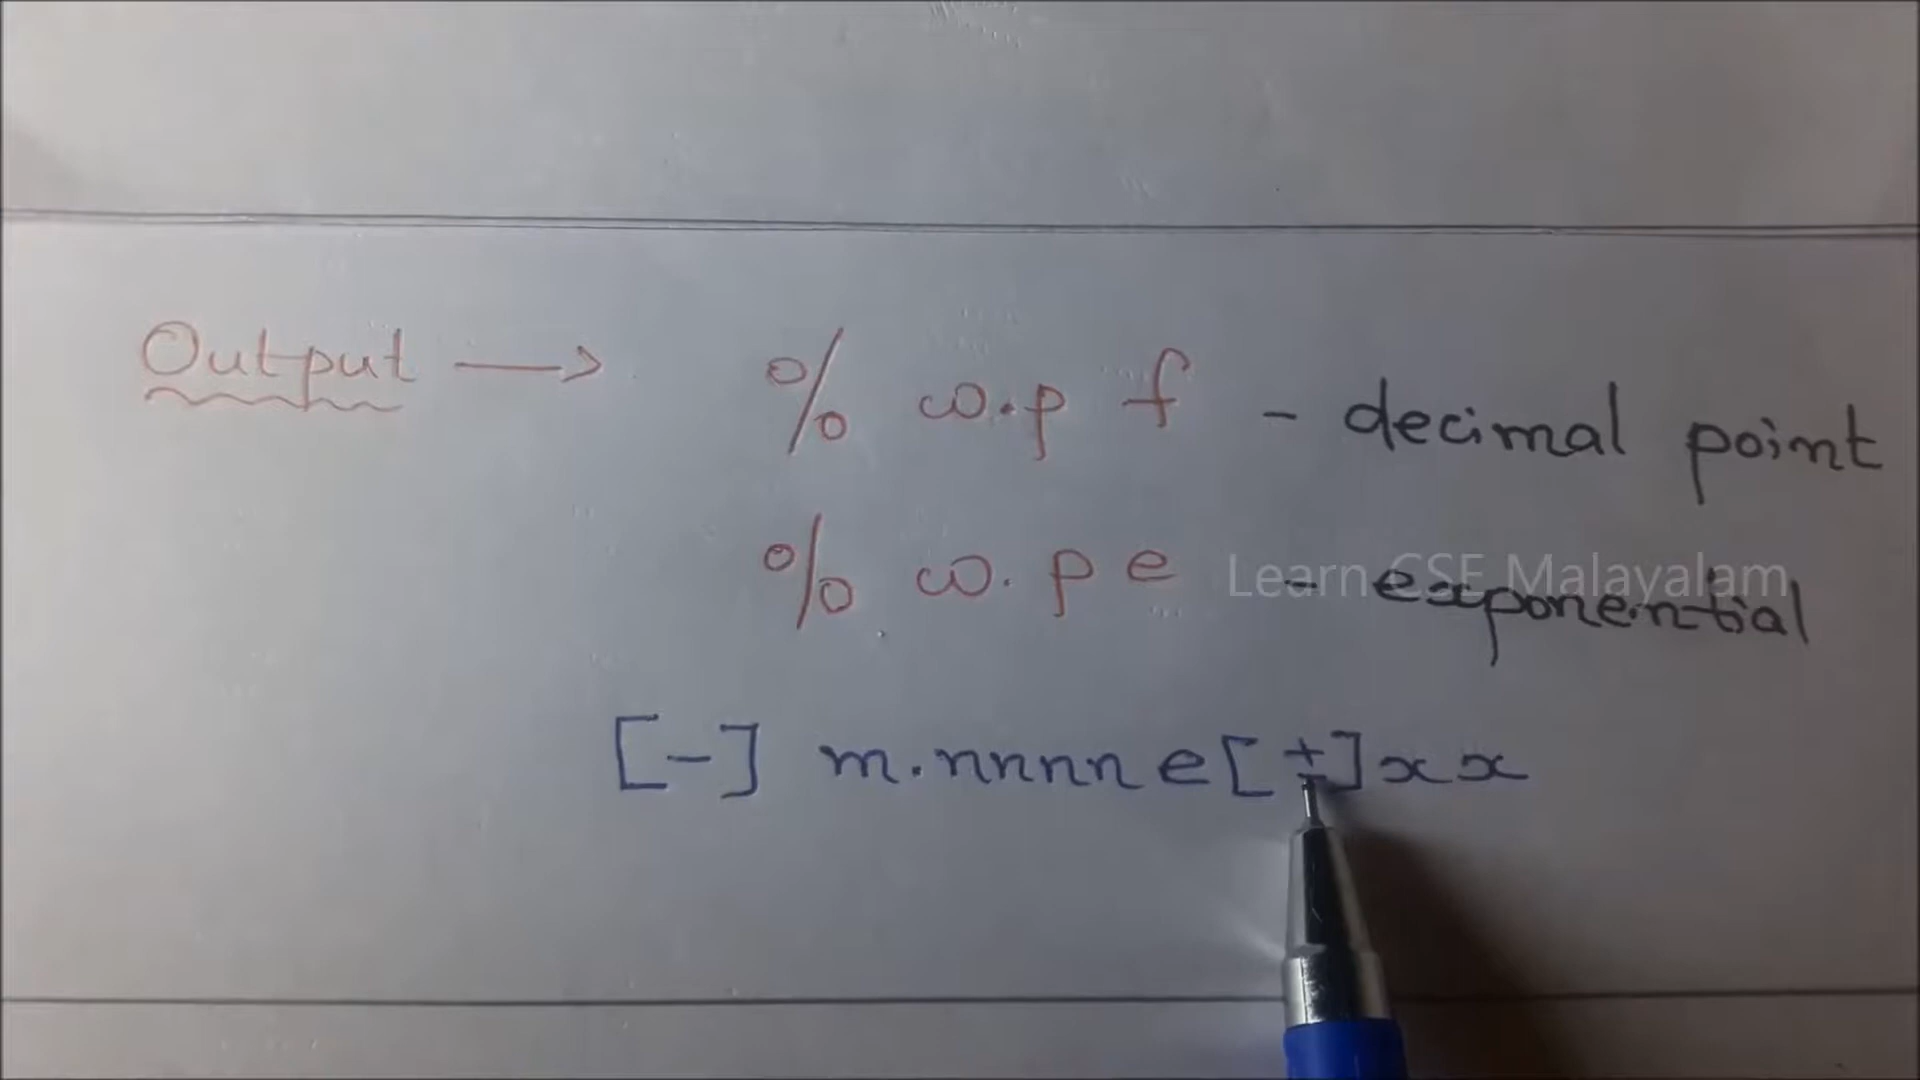 Output → % w.p f - decimal point
% w.p e - exponential
Learn CSE Malayalam
[-] m.nnnn e[±]xx